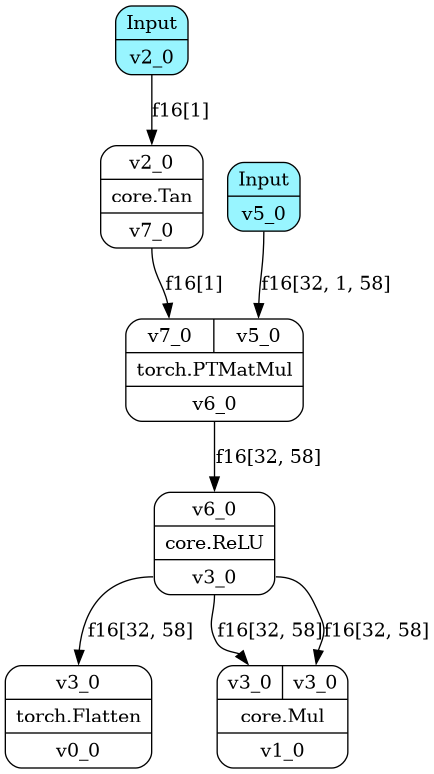 Input
v2_0
f16[1]
v2_0
core.Tan
v7_0
Input
v5_0
f16[1]
f16[32, 1, 58]
v7_0 v5_0
torch.PTMatMul
v6_0
f16[32, 58]
v6_0
core.ReLU
v3_0
f16[32, 58] f16[32, 58] f16[32, 58]
v3_0
torch.Flatten
v0_0
v3_0 v3_0
core.Mul
v1_0